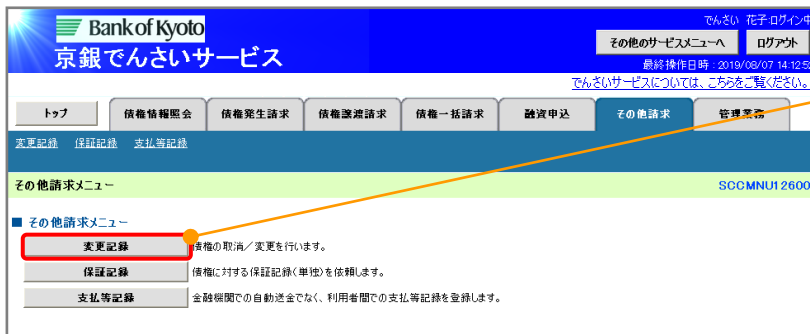 Bank of Kyoto
京銀でんさいサービス
でんさい 花子 ログイン中
その他のサービスメニューへ ログアウト
最終操作日時：2019/08/07 14:12:52
でんさいサービスについては、こちらをご覧ください。
トップ 債権情報照会 債権発生請求 債権譲渡請求 債権一括請求 融資申込 その他請求 管理業務
変更記録 保証記録 支払等記録
その他請求メニュー SCCMNU12600
■ その他請求メニュー
変更記録 債権の取消／変更を行います。
保証記録 債権に対する保証記録（単独）を依頼します。
支払等記録 金融機関での自動送金でなく、利用者間での支払等記録を登録します。